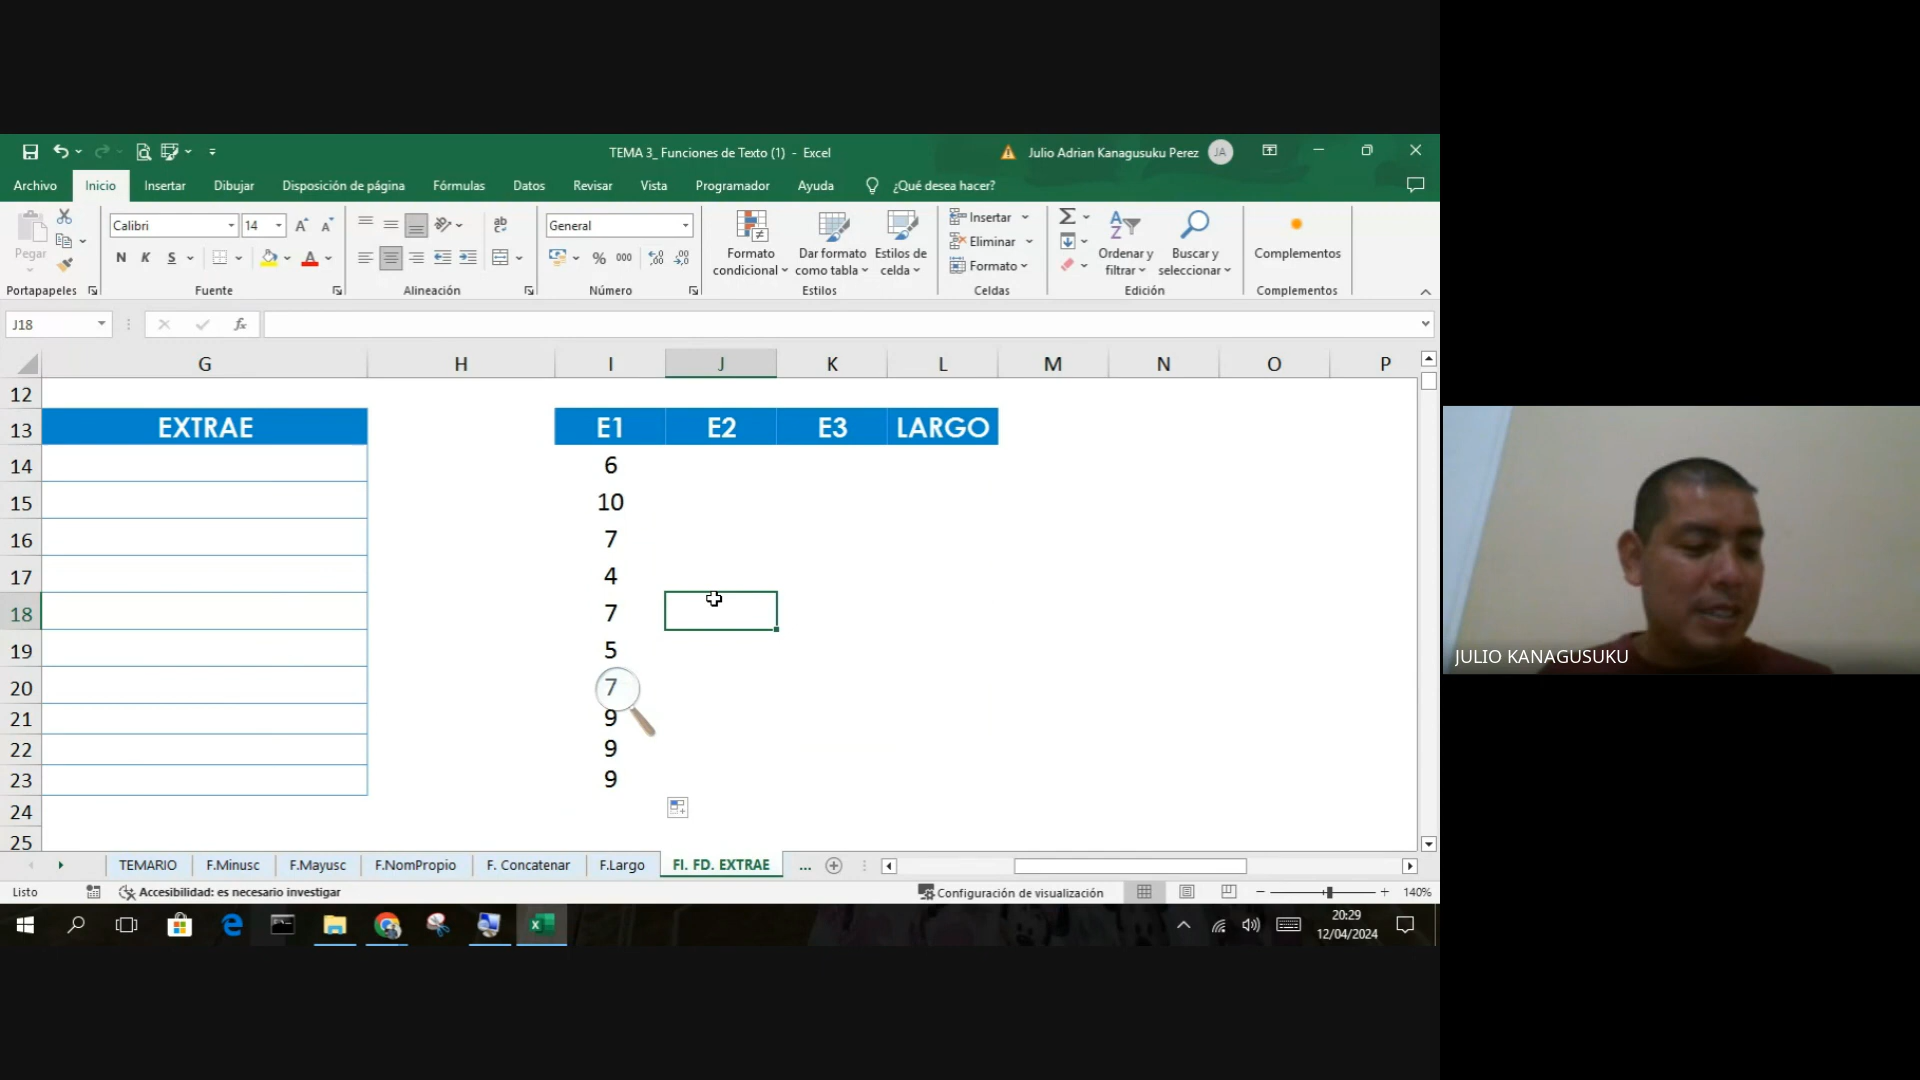 TEMA 3_ Funciones de Texto (1) - Excel
Julio Adrian Kanagusuku Perez
JA
Archivo
Inicio
Insertar
Dibujar
Disposición de página
Fórmulas
Datos
Revisar
Vista
Programador
Ayuda
¿Qué desea hacer?
Pegar
Portapapeles
Calibri
14
N
K
S
Fuente
ab
Alineación
General
%
000
Número
Formato
condicional
Dar formato
como tabla
Estilos de
celda
Estilos
Insertar
Eliminar
Formato
Celdas
Ordenar y
filtrar
Buscar y
seleccionar
Edición
Complementos
Complementos
J18
fx
G H I J K L M N O P
12
13 EXTRAE E1 E2 E3 LARGO
14 6
15 10
16 7
17 4
18 7
19 5
20 7
21 9
22 9
23 9
24
25
TEMARIO
F.Minusc
F.Mayusc
F.NomPropio
F. Concatenar
F.Largo
FI. FD. EXTRAE
...
Listo
Accesibilidad: es necesario investigar
Configuración de visualización
140%
20:29
12/04/2024
JULIO KANAGUSUKU